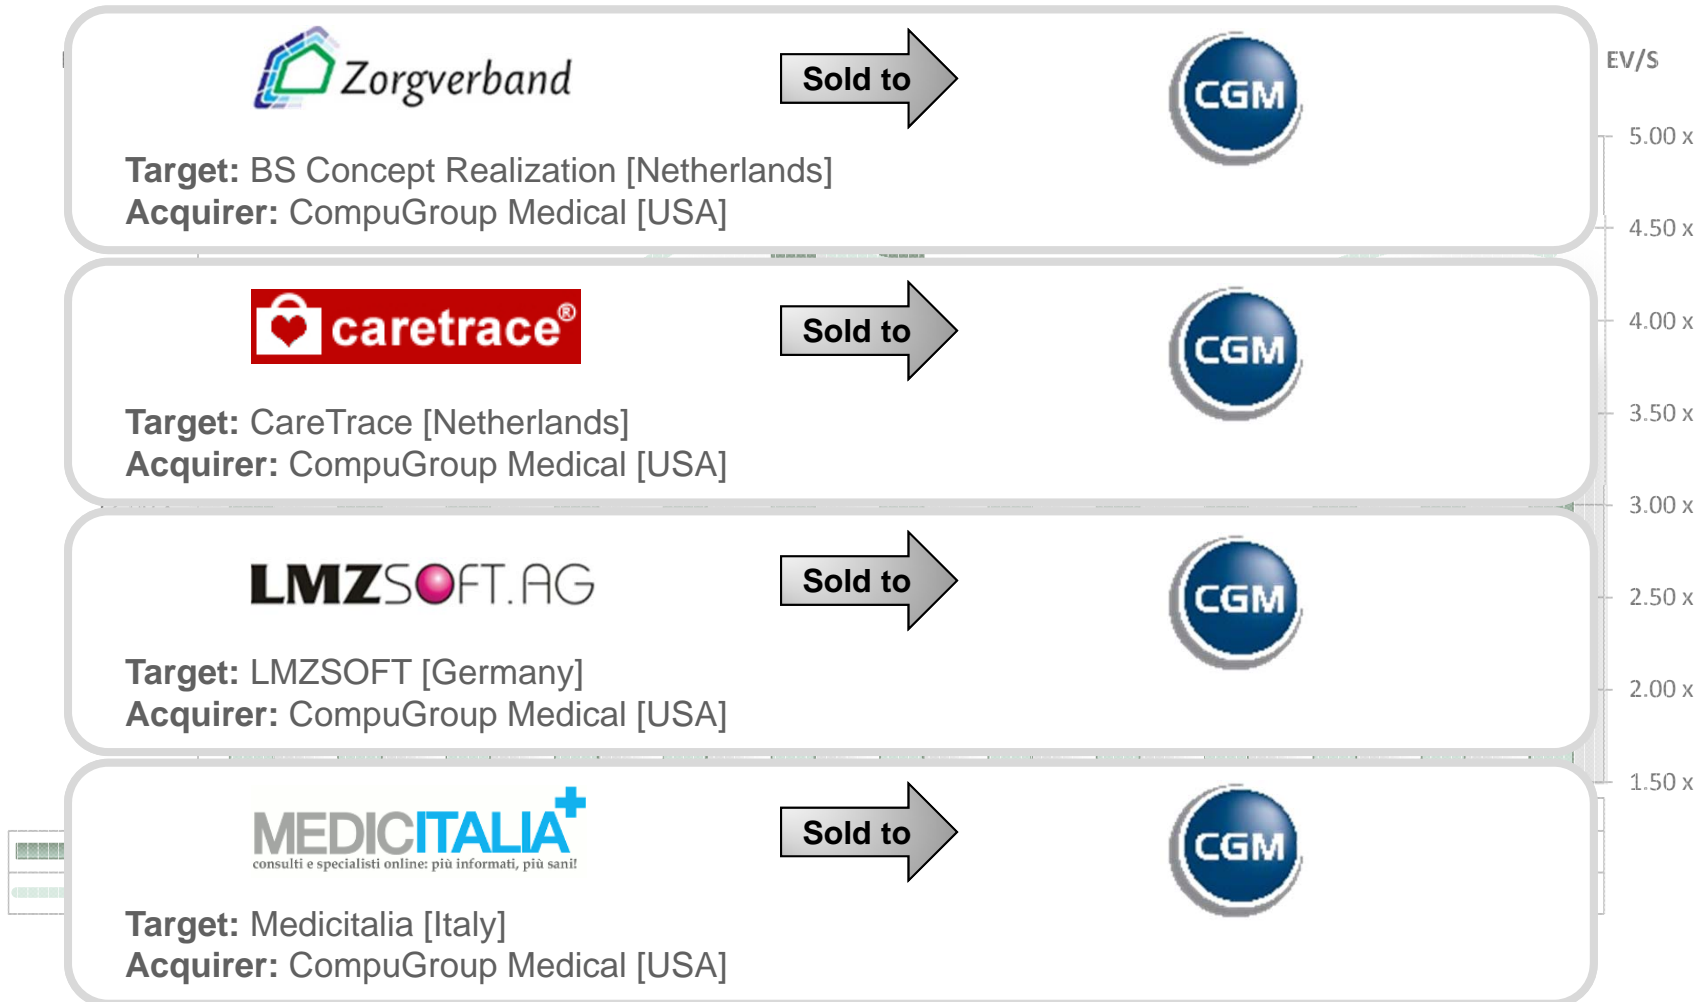 EV/S
Zorgverband
Sold to
CGM
Target: BS Concept Realization [Netherlands]
Acquirer: CompuGroup Medical [USA]
5.00 x
4.50 x
caretrace®
Sold to
CGM
4.00 x
Target: CareTrace [Netherlands]
Acquirer: CompuGroup Medical [USA]
3.50 x
3.00 x
LMZSOFT.AG
Sold to
CGM
2.50 x
Target: LMZSOFT [Germany]
Acquirer: CompuGroup Medical [USA]
2.00 x
1.50 x
MEDICITALIA+
consulti e specialisti online: più informati, più sani!
Sold to
CGM
Target: Medicitalia [Italy]
Acquirer: CompuGroup Medical [USA]